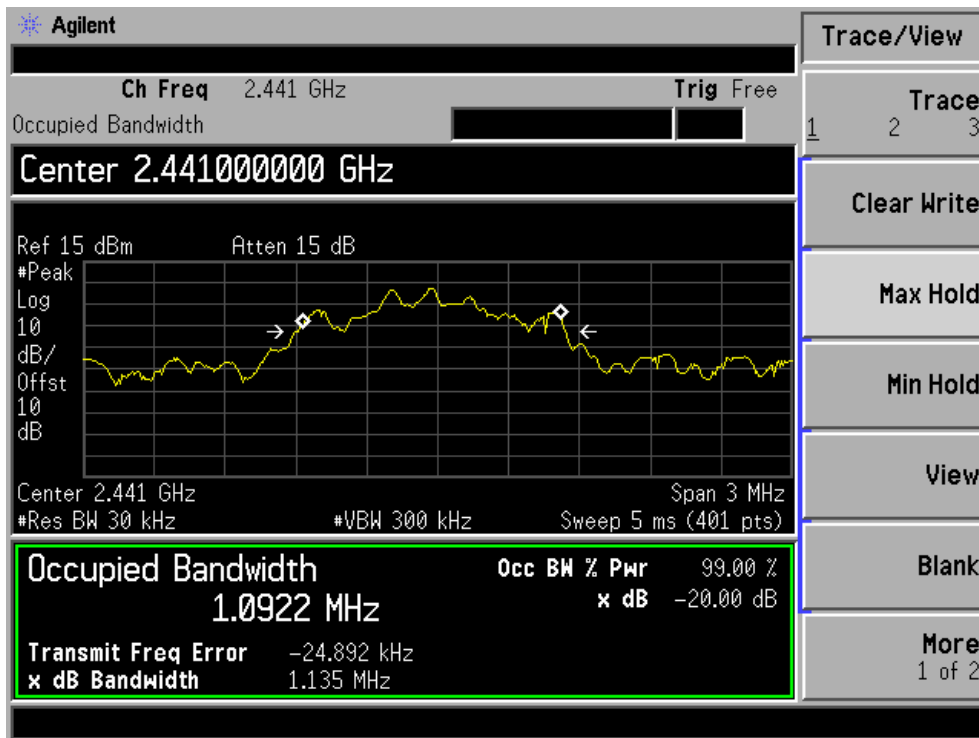 Agilent
Trace/View
Ch Freq 2.441 GHz Trig Free
Occupied Bandwidth
Trace
1 2 3
Center 2.441000000 GHz
Clear Write
Ref 15 dBm Atten 15 dB
#Peak
Log
10
dB/
Offst
10
dB
Max Hold
Min Hold
View
Center 2.441 GHz Span 3 MHz
#Res BW 30 kHz #VBW 300 kHz Sweep 5 ms (401 pts)
Occupied Bandwidth
1.0922 MHz
Occ BW % Pwr 99.00 %
x dB -20.00 dB
Blank
Transmit Freq Error -24.892 kHz
x dB Bandwidth 1.135 MHz
More
1 of 2